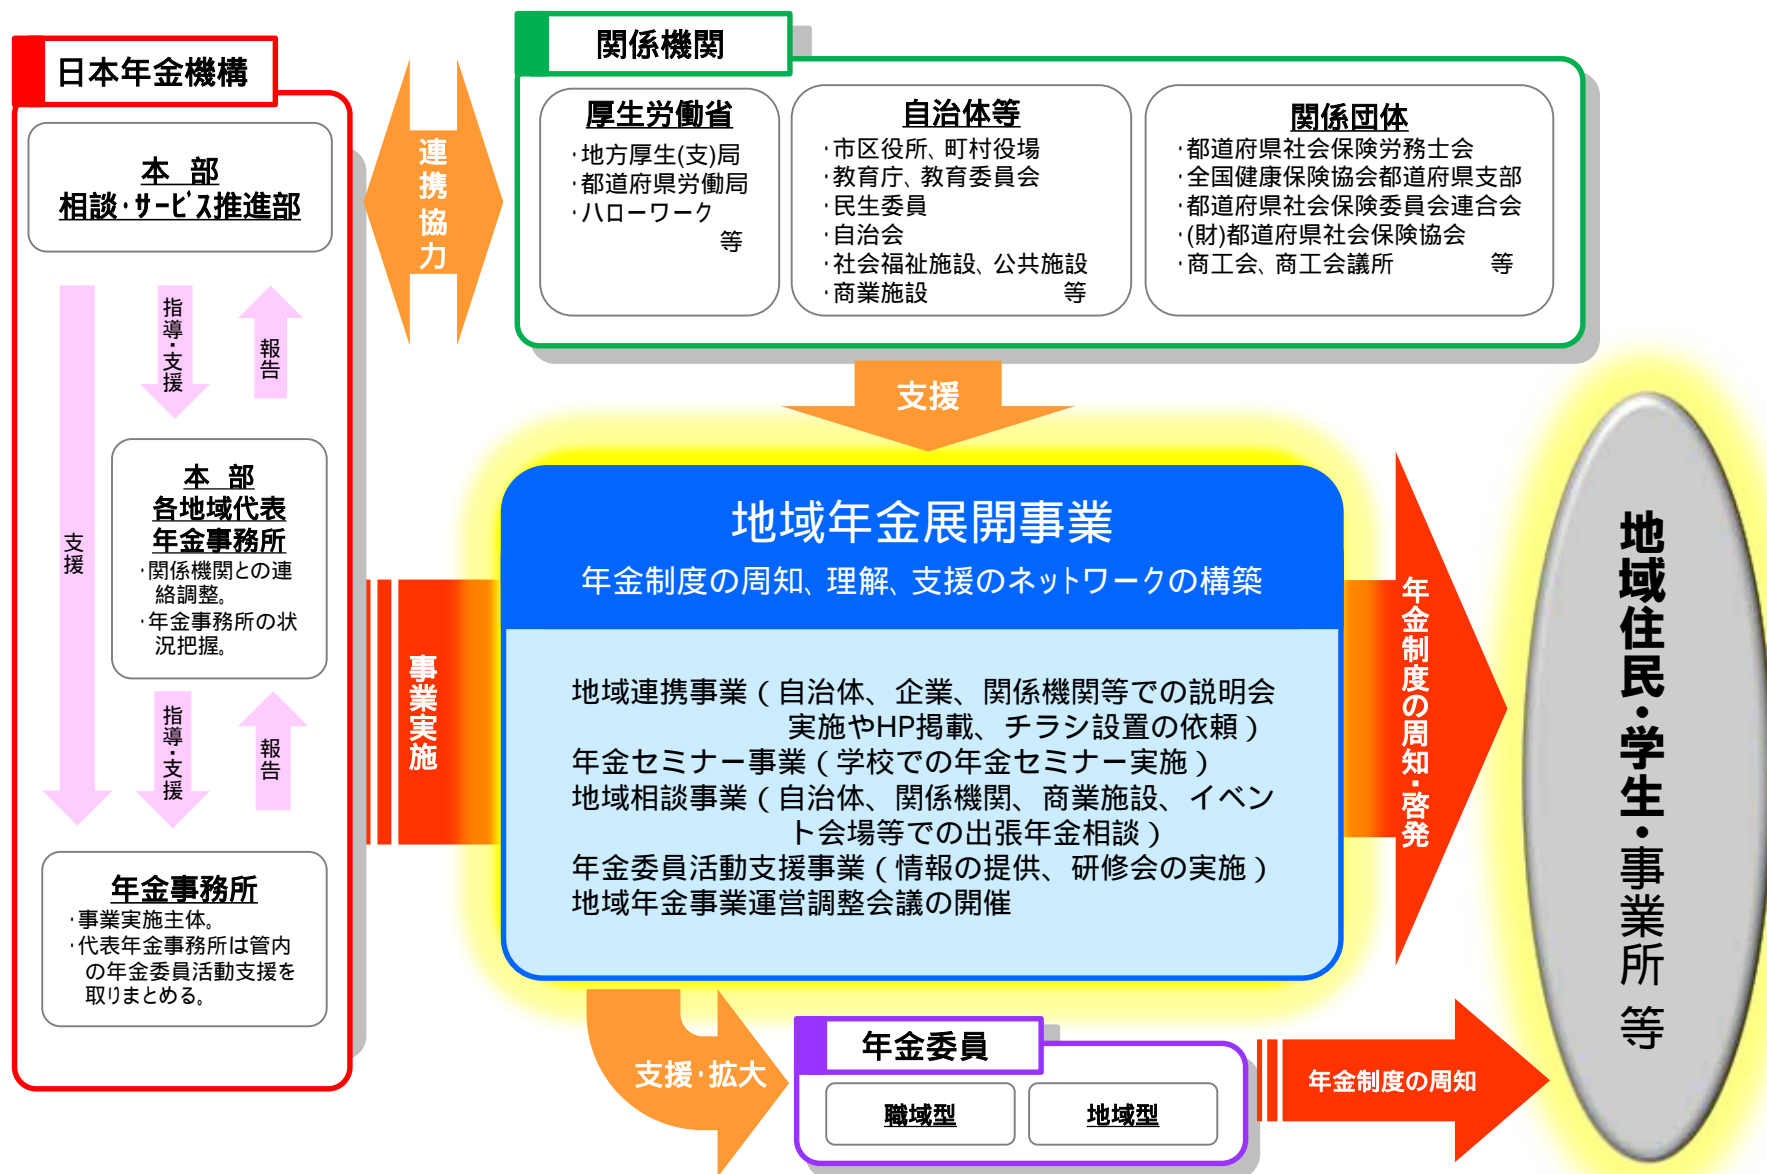 日本年金機構
本　部
相談・サービス推進部
指導・支援
報告
支援
本　部
各地域代表
年金事務所
・関係機関との連
絡調整。
・年金事務所の状
況把握。
指導・支援
報告
年金事務所
・事業実施主体。
・代表年金事務所は管内
の年金委員活動支援を
取りまとめる。
連携協力
関係機関
厚生労働省
・地方厚生(支)局
・都道府県労働局
・ハローワーク
等
自治体等
・市区役所、町村役場
・教育庁、教育委員会
・民生委員
・自治会
・社会福祉施設、公共施設
・商業施設　　　　　等
関係団体
・都道府県社会保険労務士会
・全国健康保険協会都道府県支部
・都道府県社会保険委員会連合会
・(財)都道府県社会保険協会
・商工会、商工会議所　　　　等
支援
事業実施
地域年金展開事業
年金制度の周知、理解、支援のネットワークの構築
地域連携事業（自治体、企業、関係機関等での説明会
実施やHP掲載、チラシ設置の依頼）
年金セミナー事業（学校での年金セミナー実施）
地域相談事業（自治体、関係機関、商業施設、イベン
ト会場等での出張年金相談）
年金委員活動支援事業（情報の提供、研修会の実施）
地域年金事業運営調整会議の開催
年金制度の周知・啓発
地域住民・学生・事業所 等
支援・拡大
年金委員
職域型
地域型
年金制度の周知